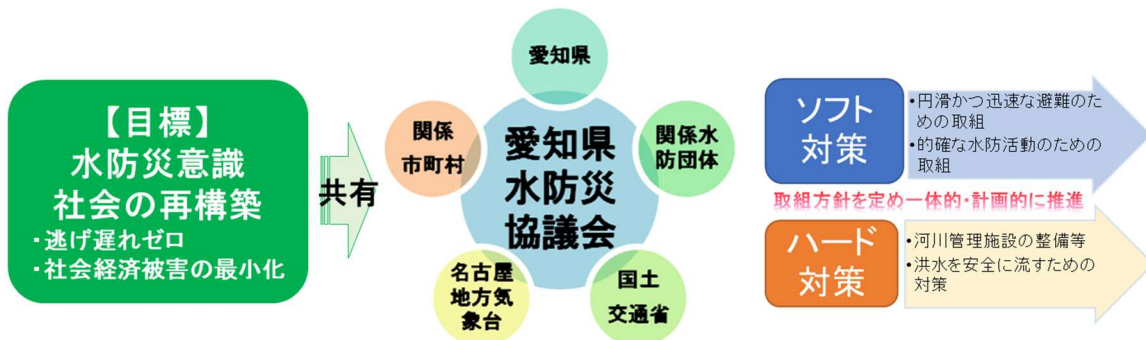 【目標】
水防災意識
社会の再構築
・逃げ遅れゼロ
・社会経済被害の最小化
共有
愛知県
関係
市町村
愛知県
水防災
協議会
関係水
防団体
名古屋
地方気
象台
国土
交通省
ソフト
対策
•円滑かつ迅速な避難のた
めの取組
•的確な水防活動のための
取組
取組方針を定め一体的・計画的に推進
ハード
対策
•河川管理施設の整備等
•洪水を安全に流すための
対策